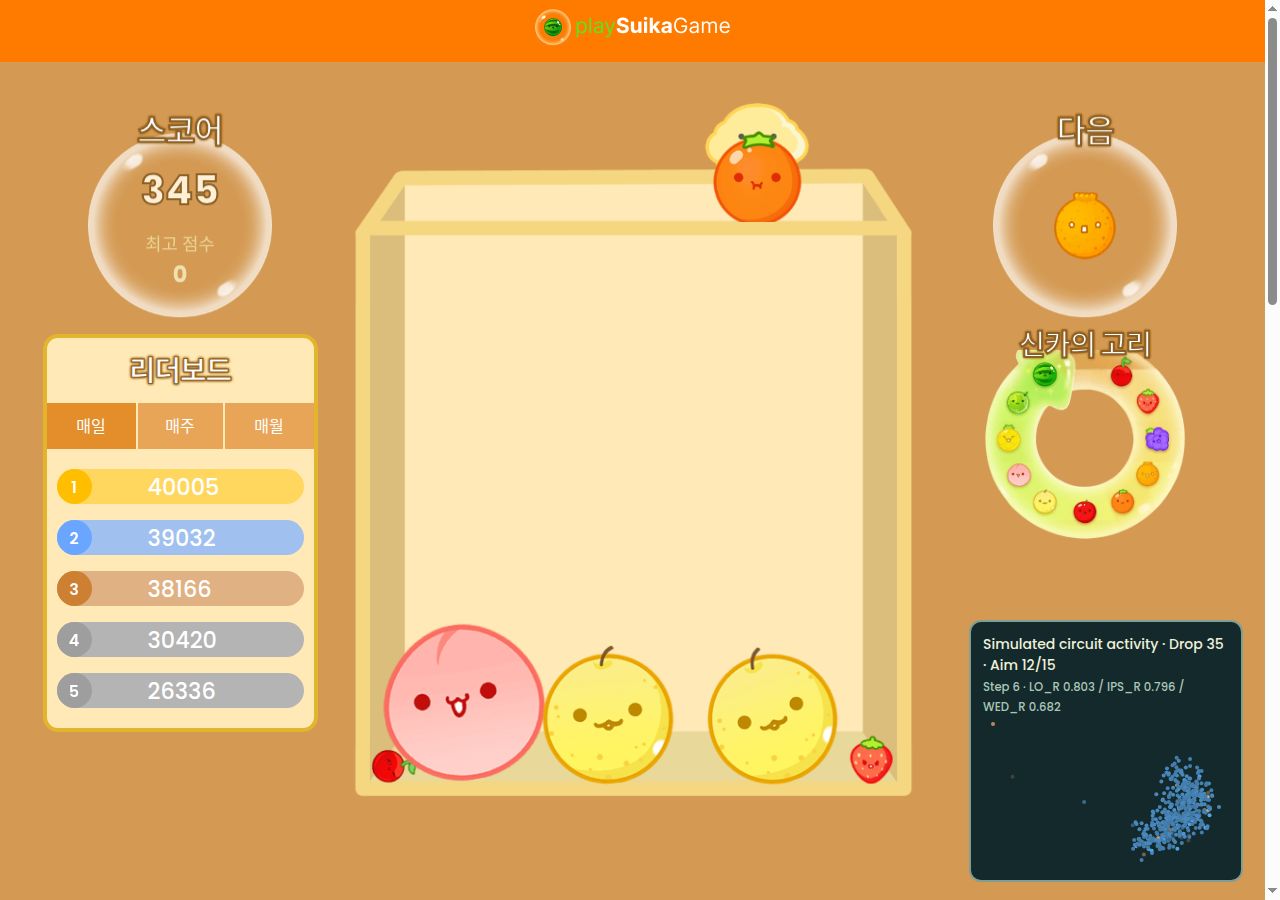 playSuikaGame
스코어
345
최고 점수
0
다음
신카의 고리
리더보드
매일 매주 매월
1 40005
2 39032
3 38166
4 30420
5 26336
Simulated circuit activity · Drop 35
· Aim 12/15
Step 6 · LO_R 0.803 / IPS_R 0.796 /
WED_R 0.682